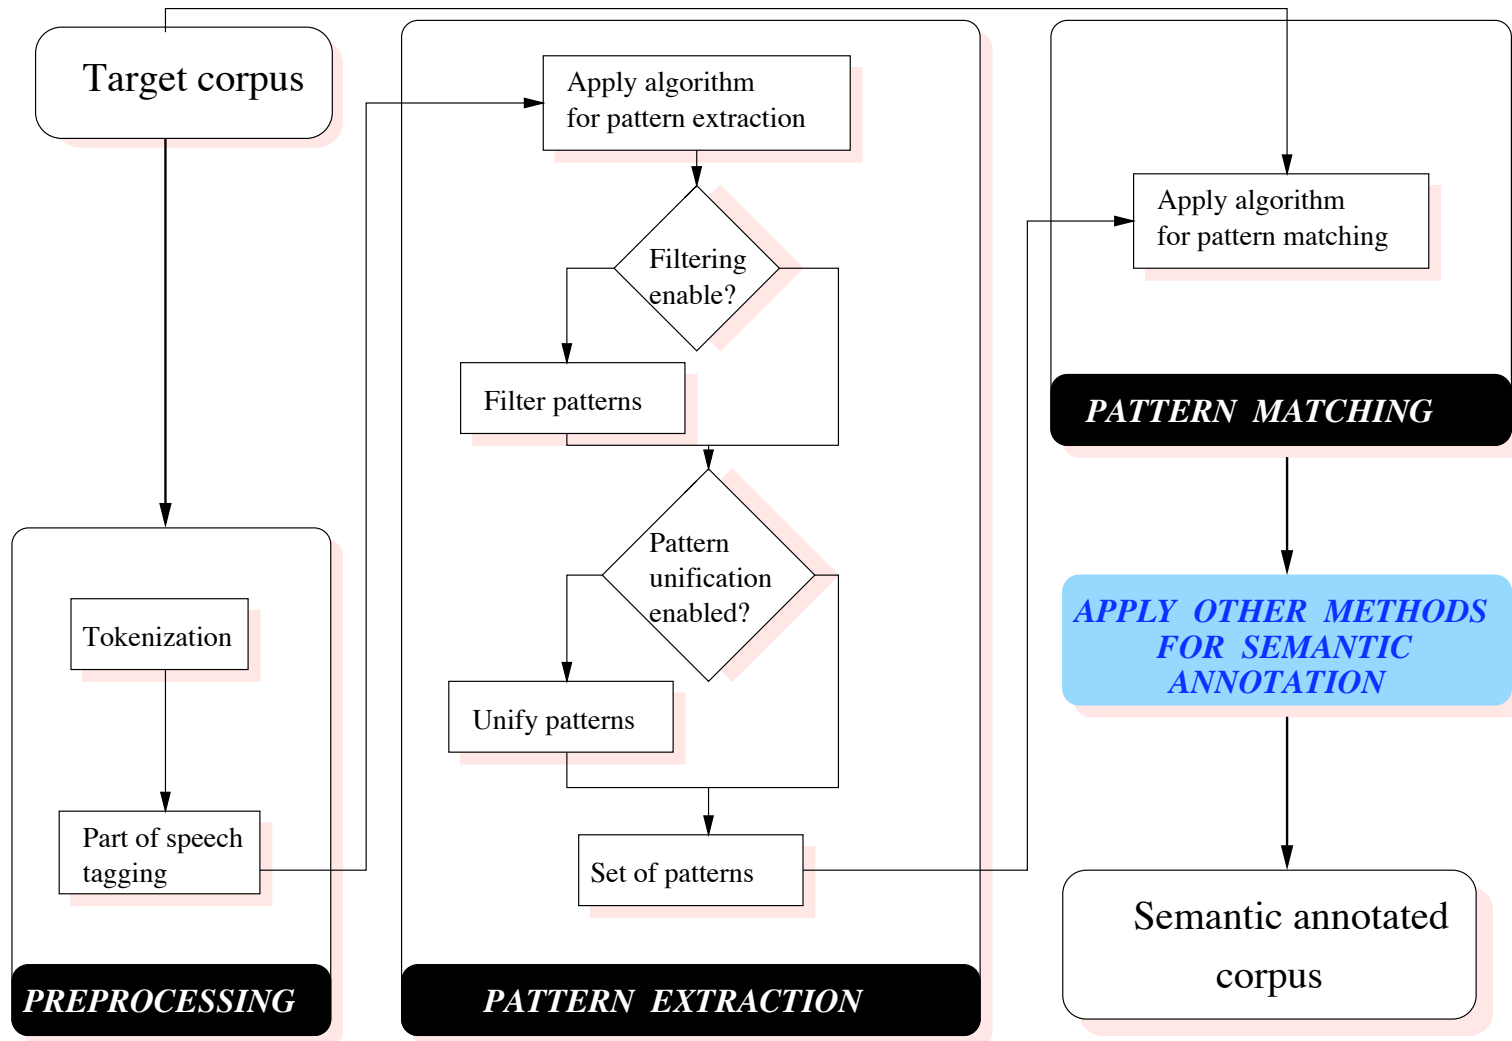 Target corpus
Tokenization
Part of speech
tagging
PREPROCESSING
Apply algorithm
for pattern extraction
Filtering
enable?
Filter patterns
Pattern
unification
enabled?
Unify patterns
Set of patterns
PATTERN EXTRACTION
Apply algorithm
for pattern matching
PATTERN MATCHING
APPLY OTHER METHODS
FOR SEMANTIC
ANNOTATION
Semantic annotated
corpus